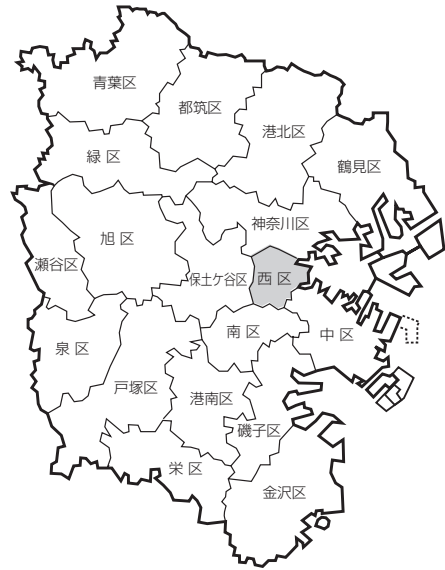 青葉区
都筑区
港北区
鶴見区
緑区
神奈川区
旭区
瀬谷区
保土ケ谷区
西区
泉区
南区
中区
戸塚区
港南区
磯子区
栄区
金沢区